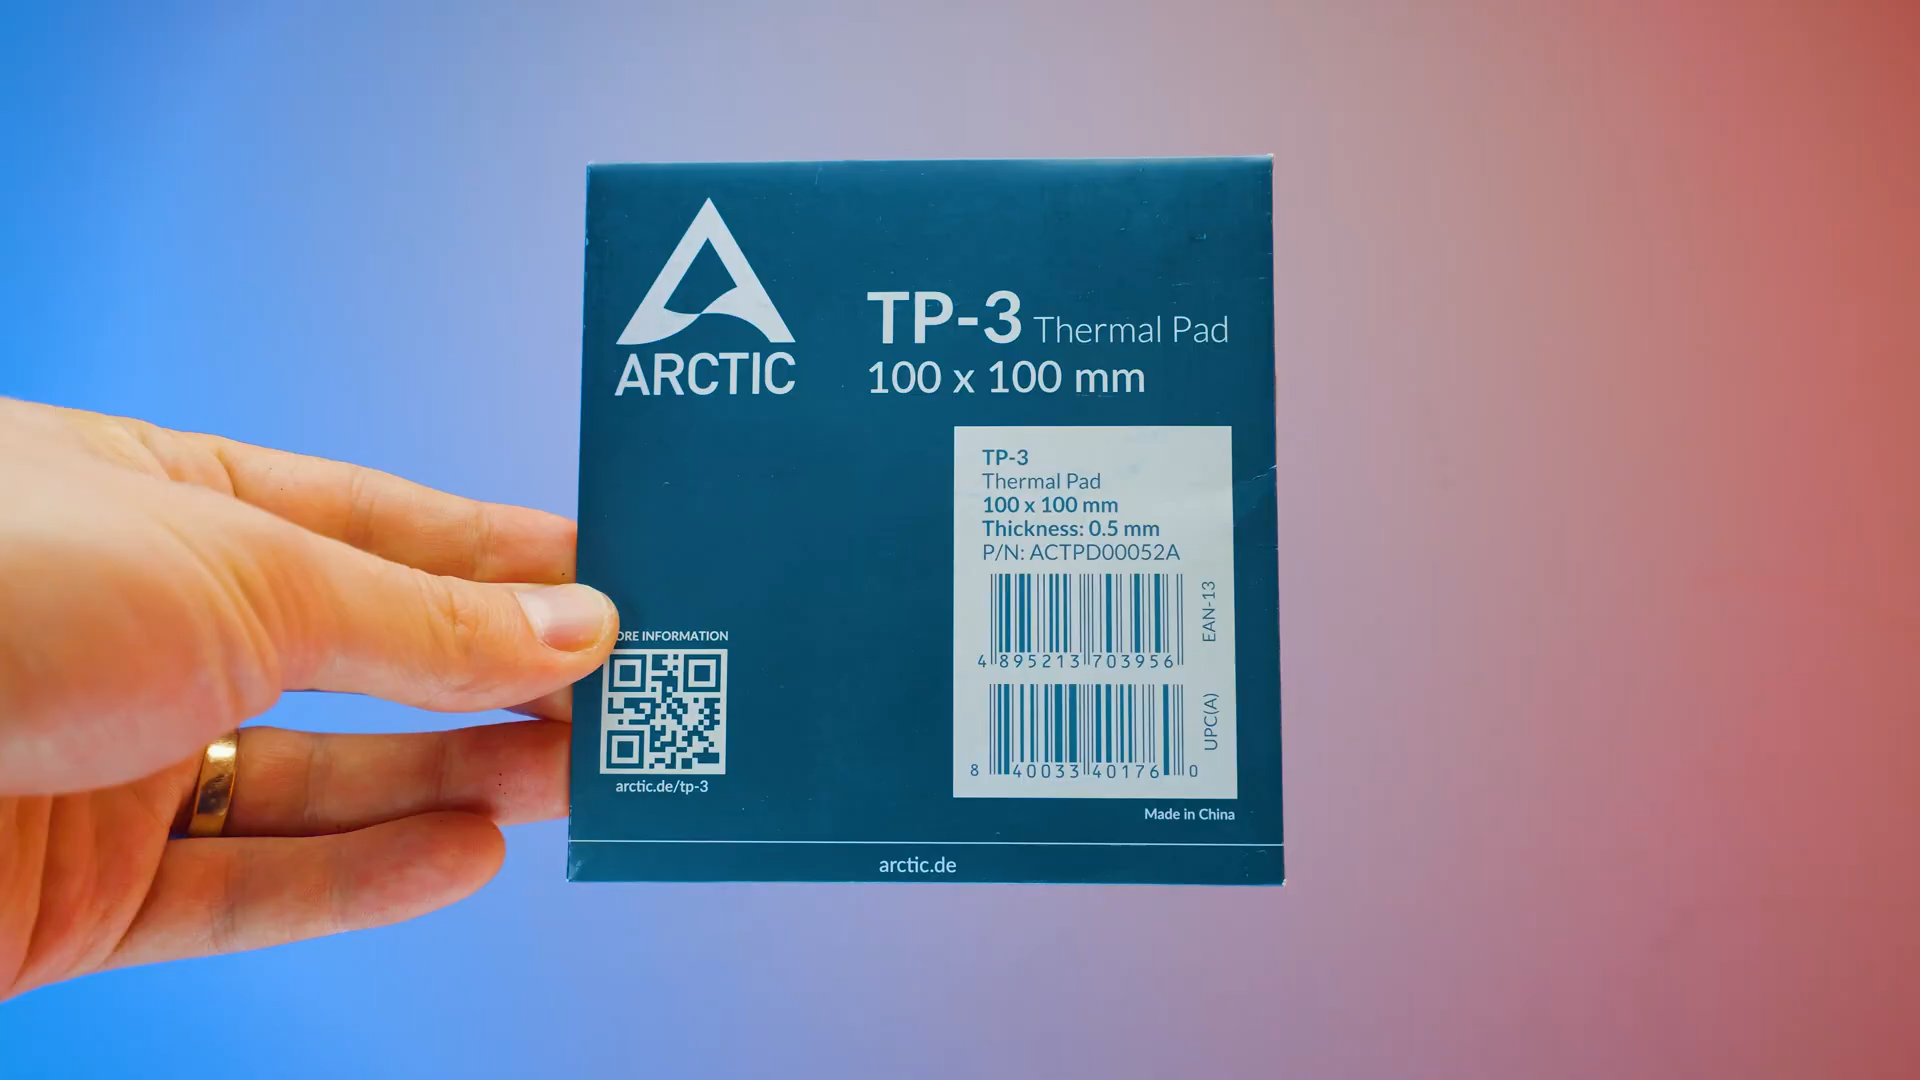 ARCTIC
TP-3 Thermal Pad
100 x 100 mm
TP-3
Thermal Pad
100 x 100 mm
Thickness: 0.5 mm
P/N: ACTPD00052A
EAN-13
4 895213 703956
UPC(A)
8 40033 40176 0
ORE INFORMATION
arctic.de/tp-3
Made in China
arctic.de